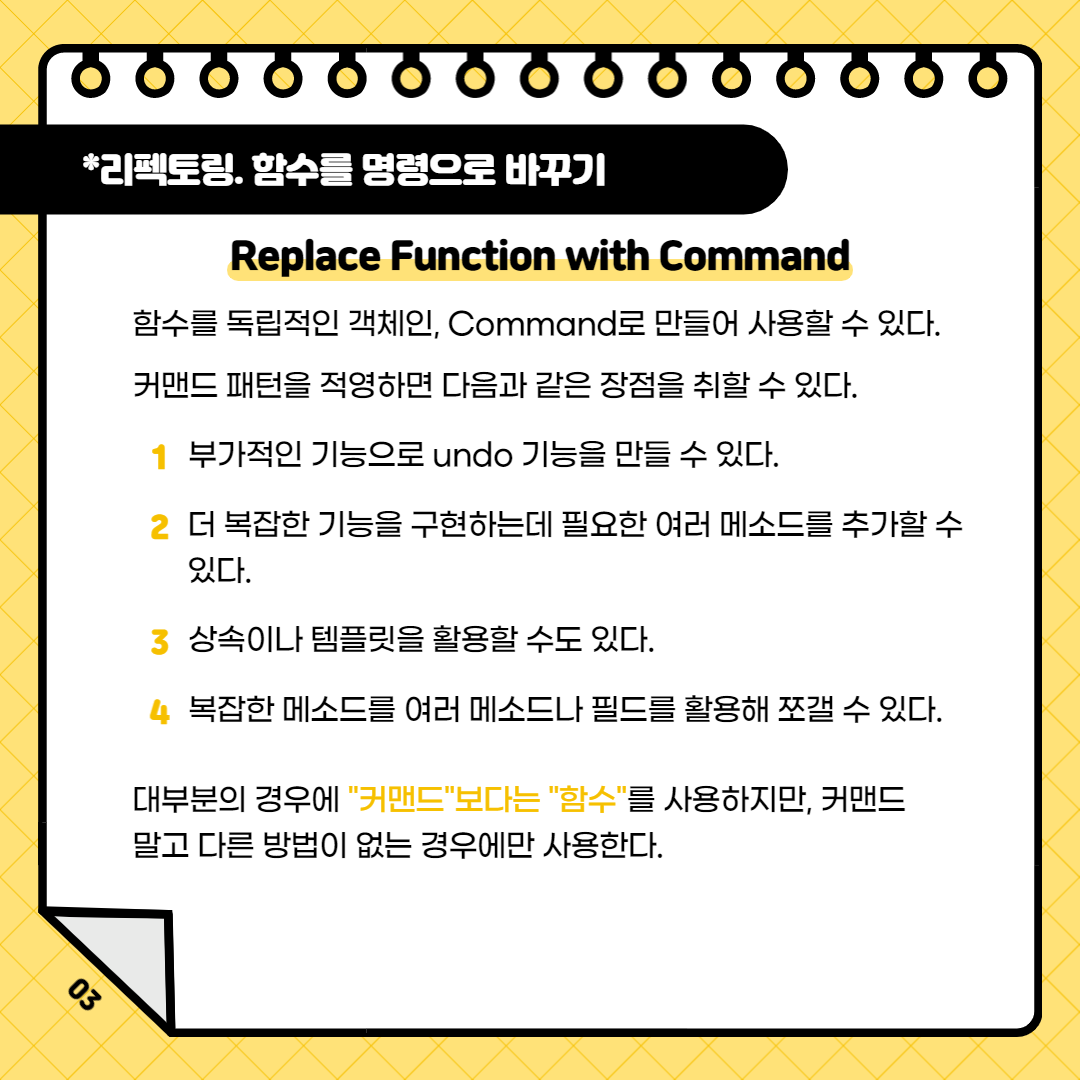 *리펙토링. 함수를 명령으로 바꾸기
Replace Function with Command
함수를 독립적인 객체인, Command로 만들어 사용할 수 있다.
커맨드 패턴을 적영하면 다음과 같은 장점을 취할 수 있다.
1 부가적인 기능으로 undo 기능을 만들 수 있다.
2 더 복잡한 기능을 구현하는데 필요한 여러 메소드를 추가할 수
있다.
3 상속이나 템플릿을 활용할 수도 있다.
4 복잡한 메소드를 여러 메소드나 필드를 활용해 쪼갤 수 있다.
대부분의 경우에 "커맨드"보다는 "함수"를 사용하지만, 커맨드
말고 다른 방법이 없는 경우에만 사용한다.
03